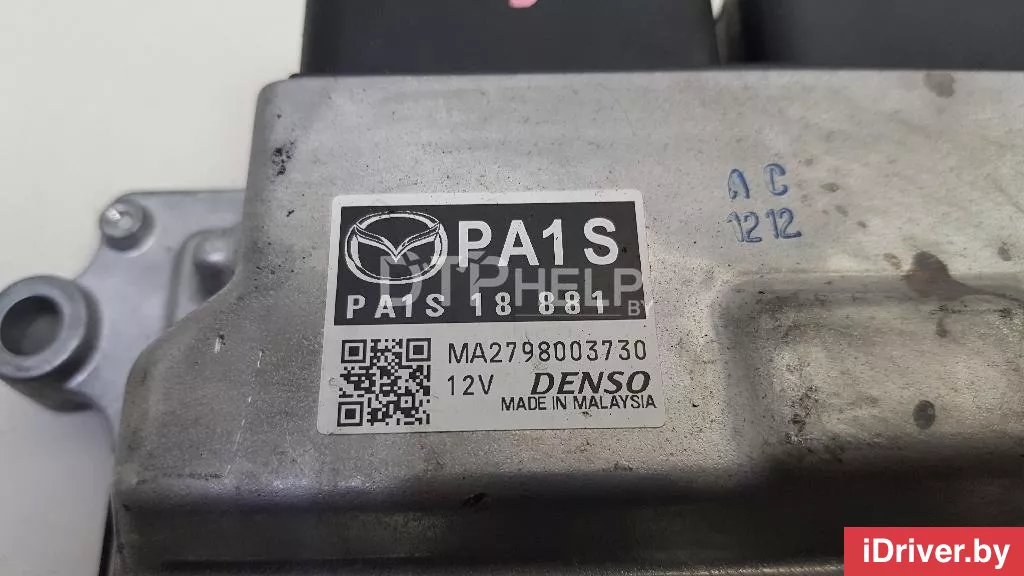 A C
1212
PA1S
DTPHELP
BY
PA1S 18 881
MA2798003730
12V DENSO
MADE IN MALAYSIA
iDriver.by